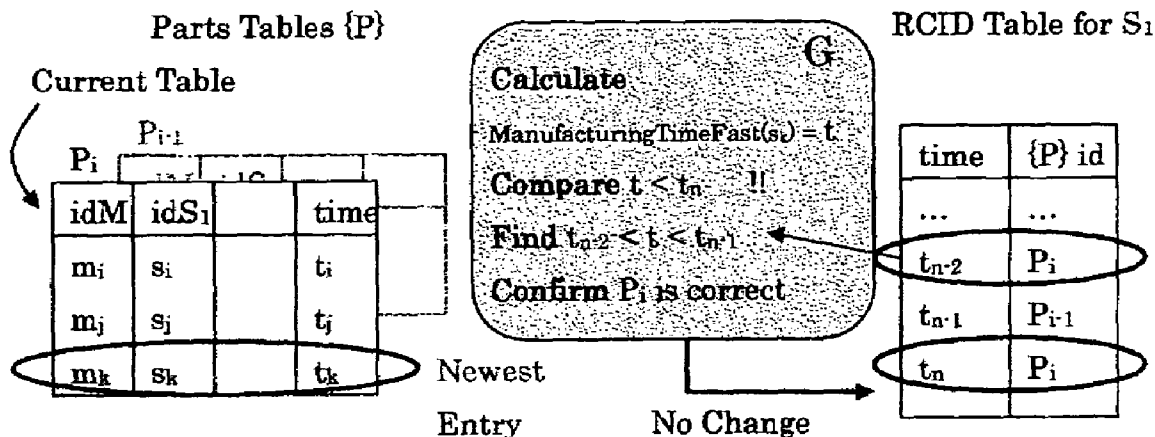 Parts Tables {P}
RCID Table for S₁
Current Table
G
Calculate
ManufacturingTimeFast(sₖ) = t
Compare t < tₙ !!
Find tₙ₋₂ < t < tₙ₋₁
Confirm Pᵢ is correct
Pᵢ₋₁
Pᵢ
idM idS₁ time
mᵢ sᵢ tᵢ
mⱼ sⱼ tⱼ
mₖ sₖ tₖ
Newest
Entry
No Change
time {P} id
... ...
tₙ₋₂ Pᵢ
tₙ₋₁ Pᵢ₋₁
tₙ Pᵢ